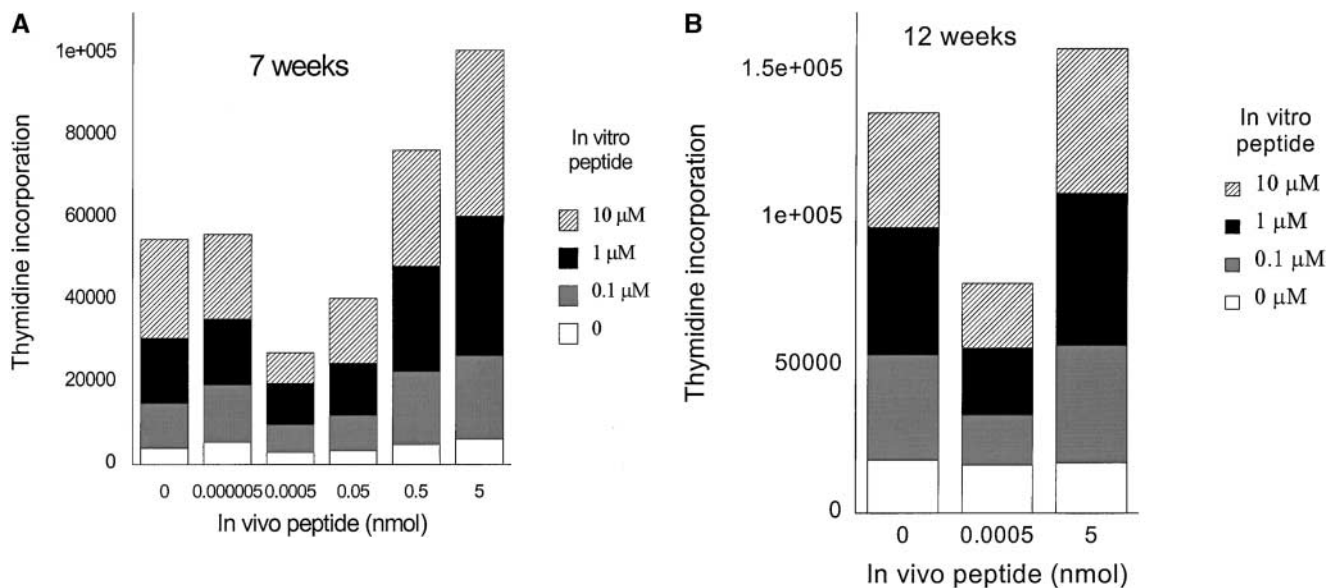 A
7 weeks
Thymidine incorporation
1e+005
80000
60000
40000
20000
0
0 0.000005 0.0005 0.05 0.5 5
In vivo peptide (nmol)
In vitro
peptide
10 μM
1 μM
0.1 μM
0
B
12 weeks
Thymidine incorporation
1.5e+005
1e+005
50000
0
0 0.0005 5
In vivo peptide (nmol)
In vitro
peptide
10 μM
1 μM
0.1 μM
0 μM